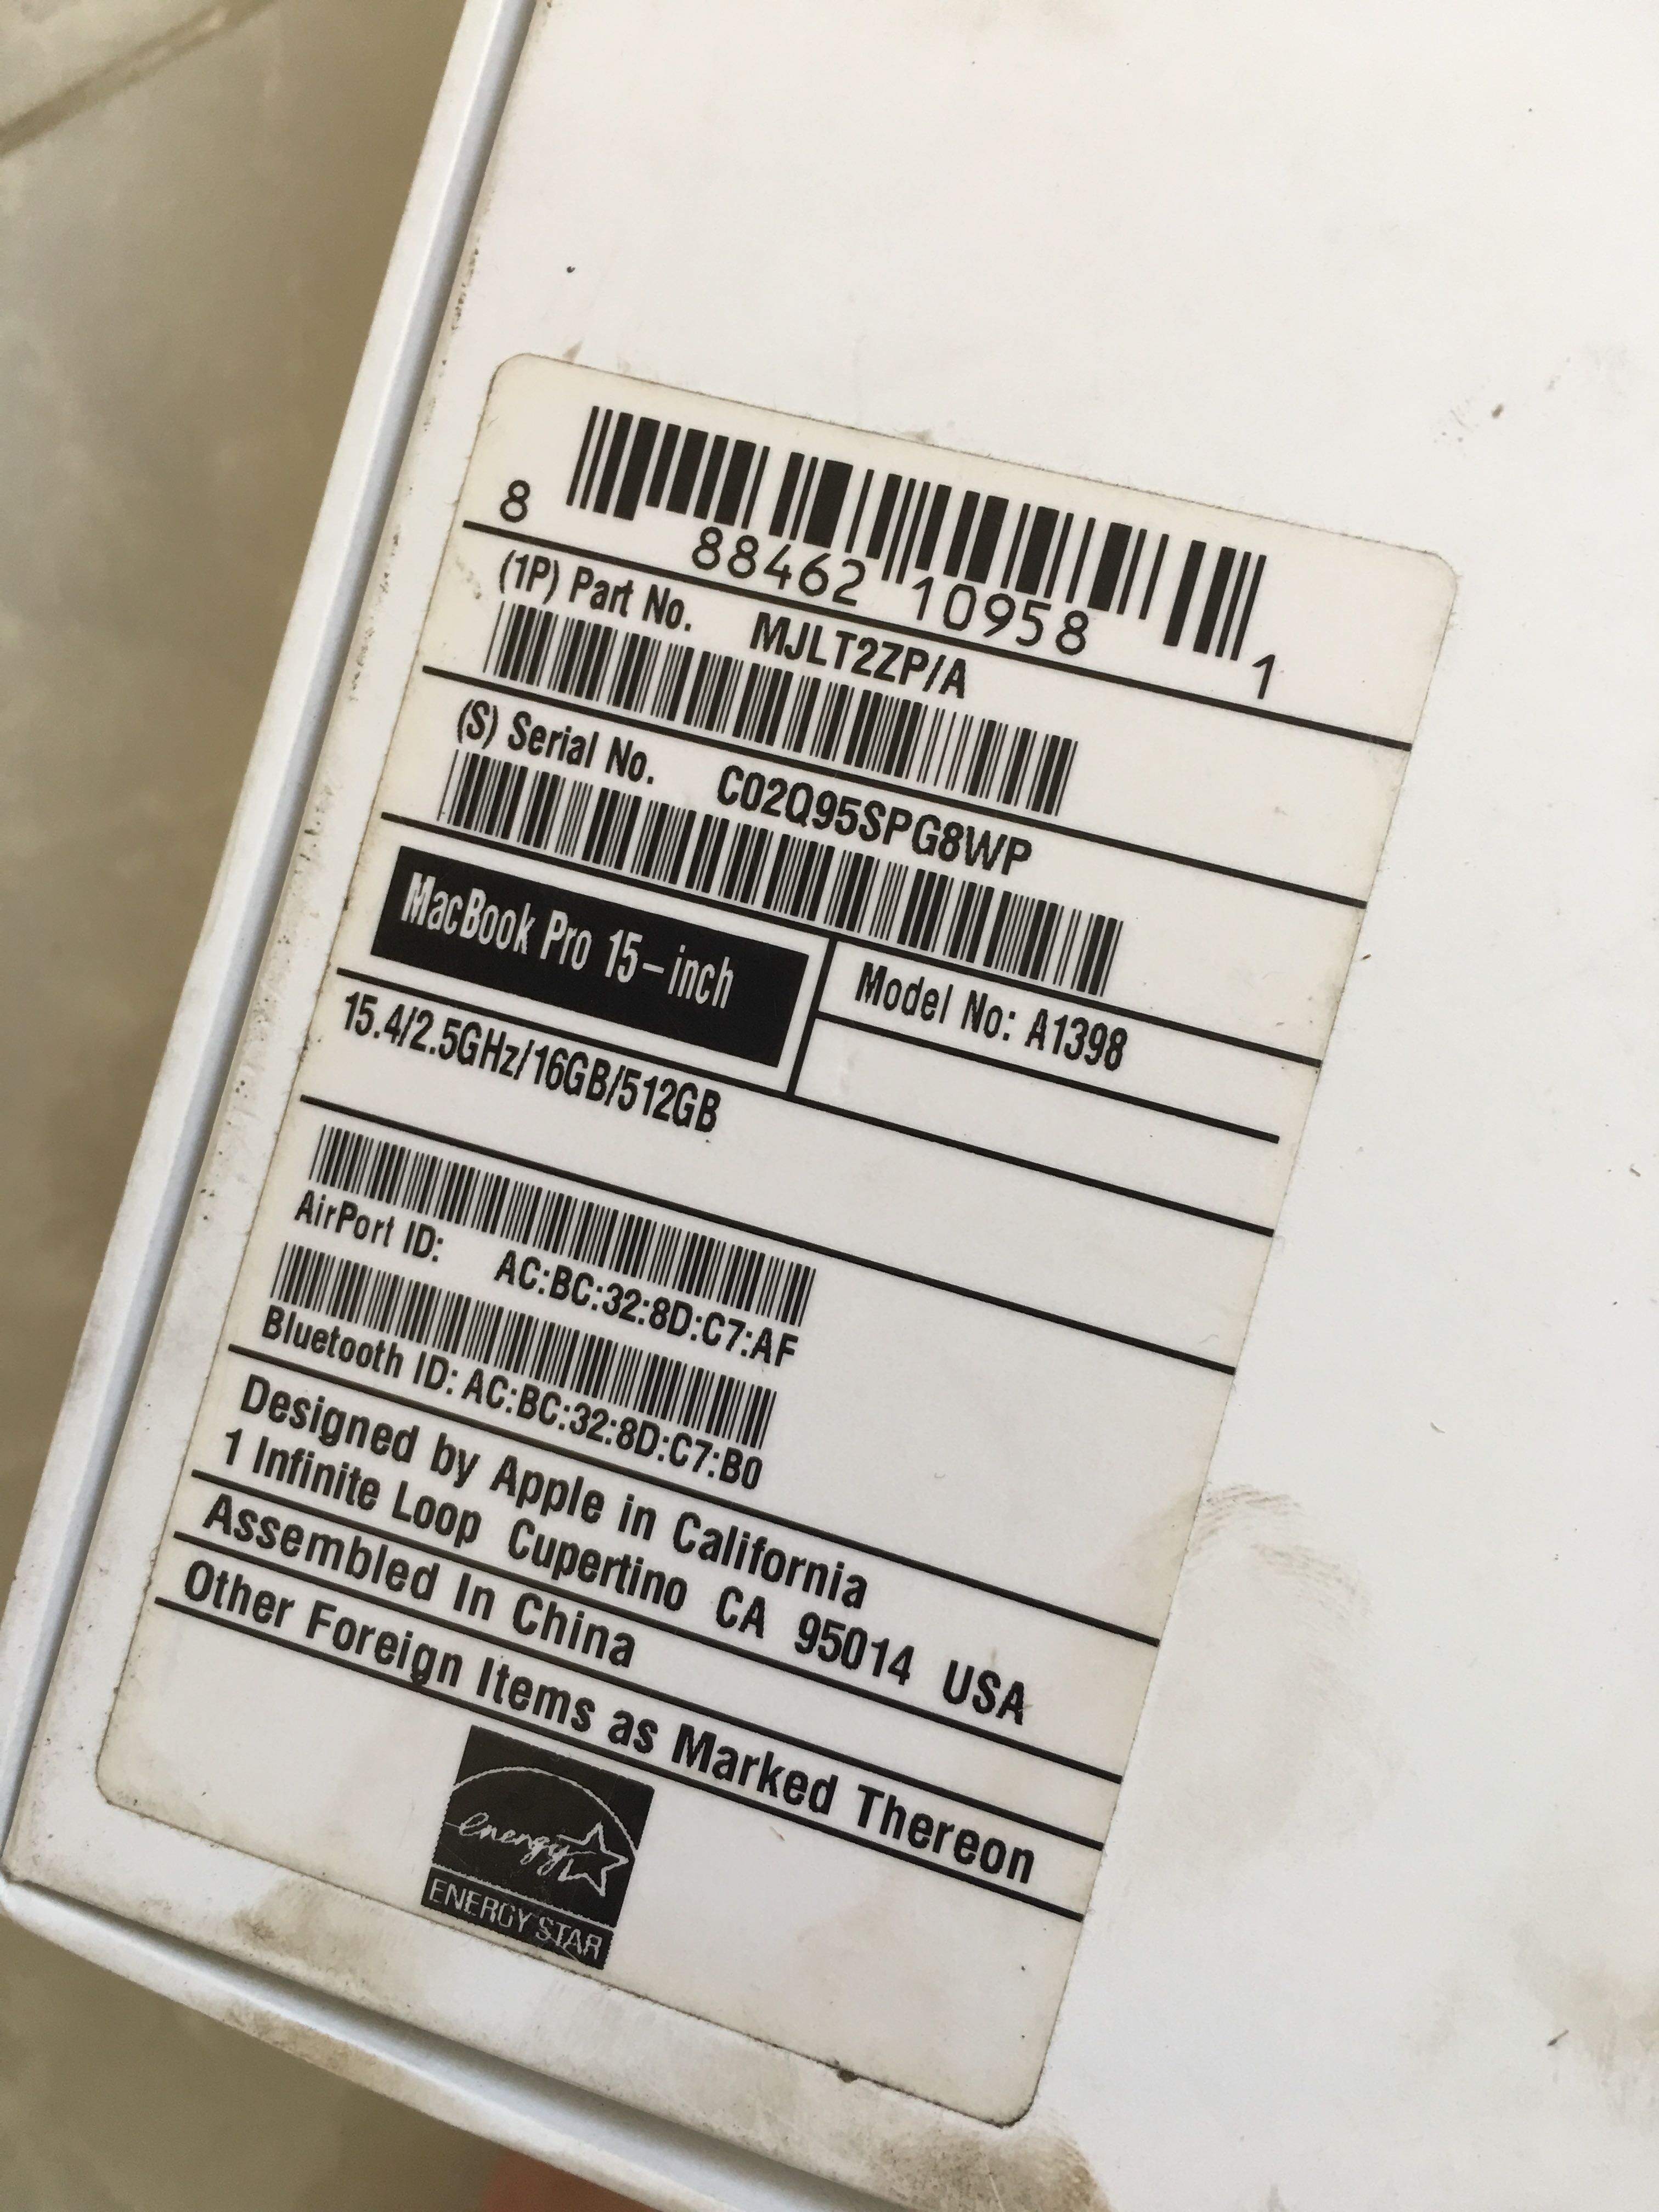 8 88462 10958 1
(1P) Part No. MJLT2ZP/A
(S) Serial No. C02Q95SPG8WP
MacBook Pro 15-inch
Model No: A1398
15.4/2.5GHz/16GB/512GB
AirPort ID: AC:BC:32:8D:C7:AF
Bluetooth ID: AC:BC:32:8D:C7:B0
Designed by Apple in California
1 Infinite Loop Cupertino CA 95014 USA
Assembled In China
Other Foreign Items as Marked Thereon
energy
ENERGY STAR